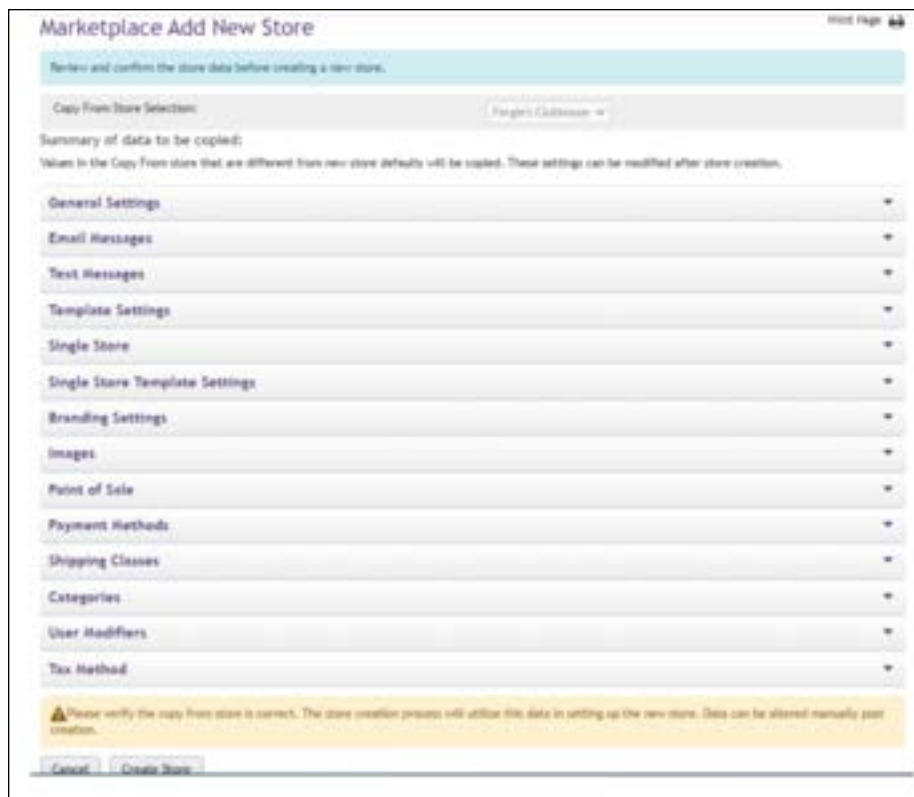 Marketplace Add New Store
Print Page
Review and confirm the store data before creating a new store.
Copy From Store Selection:
Clubhouse
Summary of data to be copied:
Values in the Copy From store that are different from new store defaults will be copied. These settings can be modified after store creation.
General Settings
Email Messages
Text Messages
Template Settings
Single Store
Single Store Template Settings
Branding Settings
Images
Point of Sale
Payment Methods
Shipping Classes
Categories
User Modifiers
Tax Method
Please verify the copy from store is correct. The store creation process will utilize this data in setting up the new store. Data can be altered manually post
creation.
Cancel
Create Store